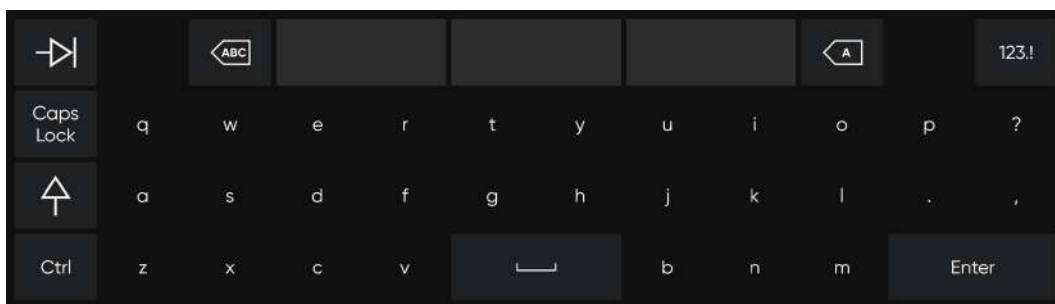 ABC A 123.!
Caps Lock q w e r t y u i o p ?
a s d f g h j k l . ,
Ctrl z x c v b n m Enter